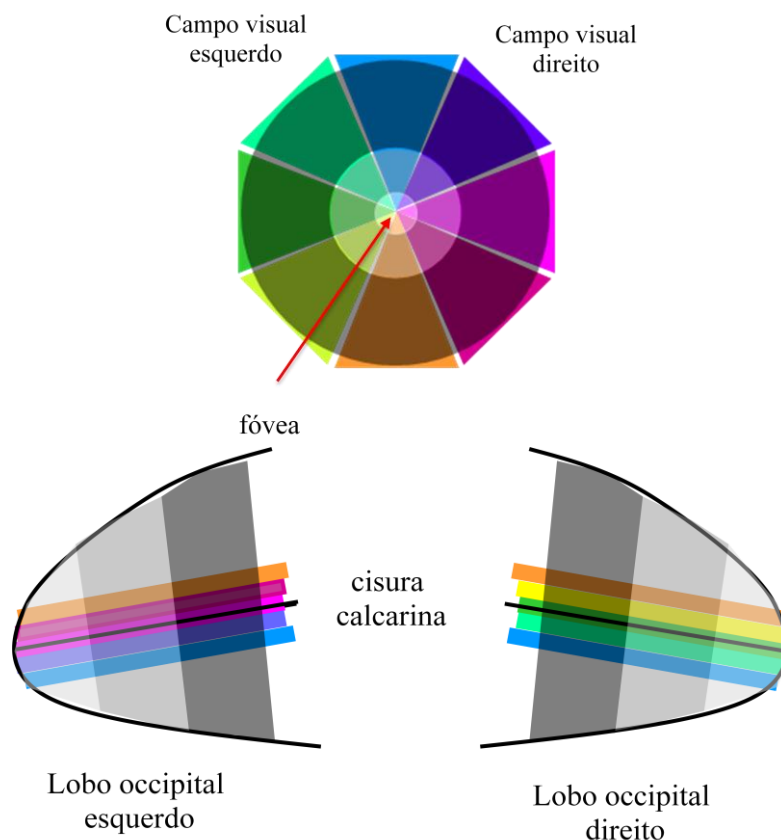 Campo visual
esquerdo
Campo visual
direito
fóvea
cisura
calcarina
Lobo occipital
esquerdo
Lobo occipital
direito